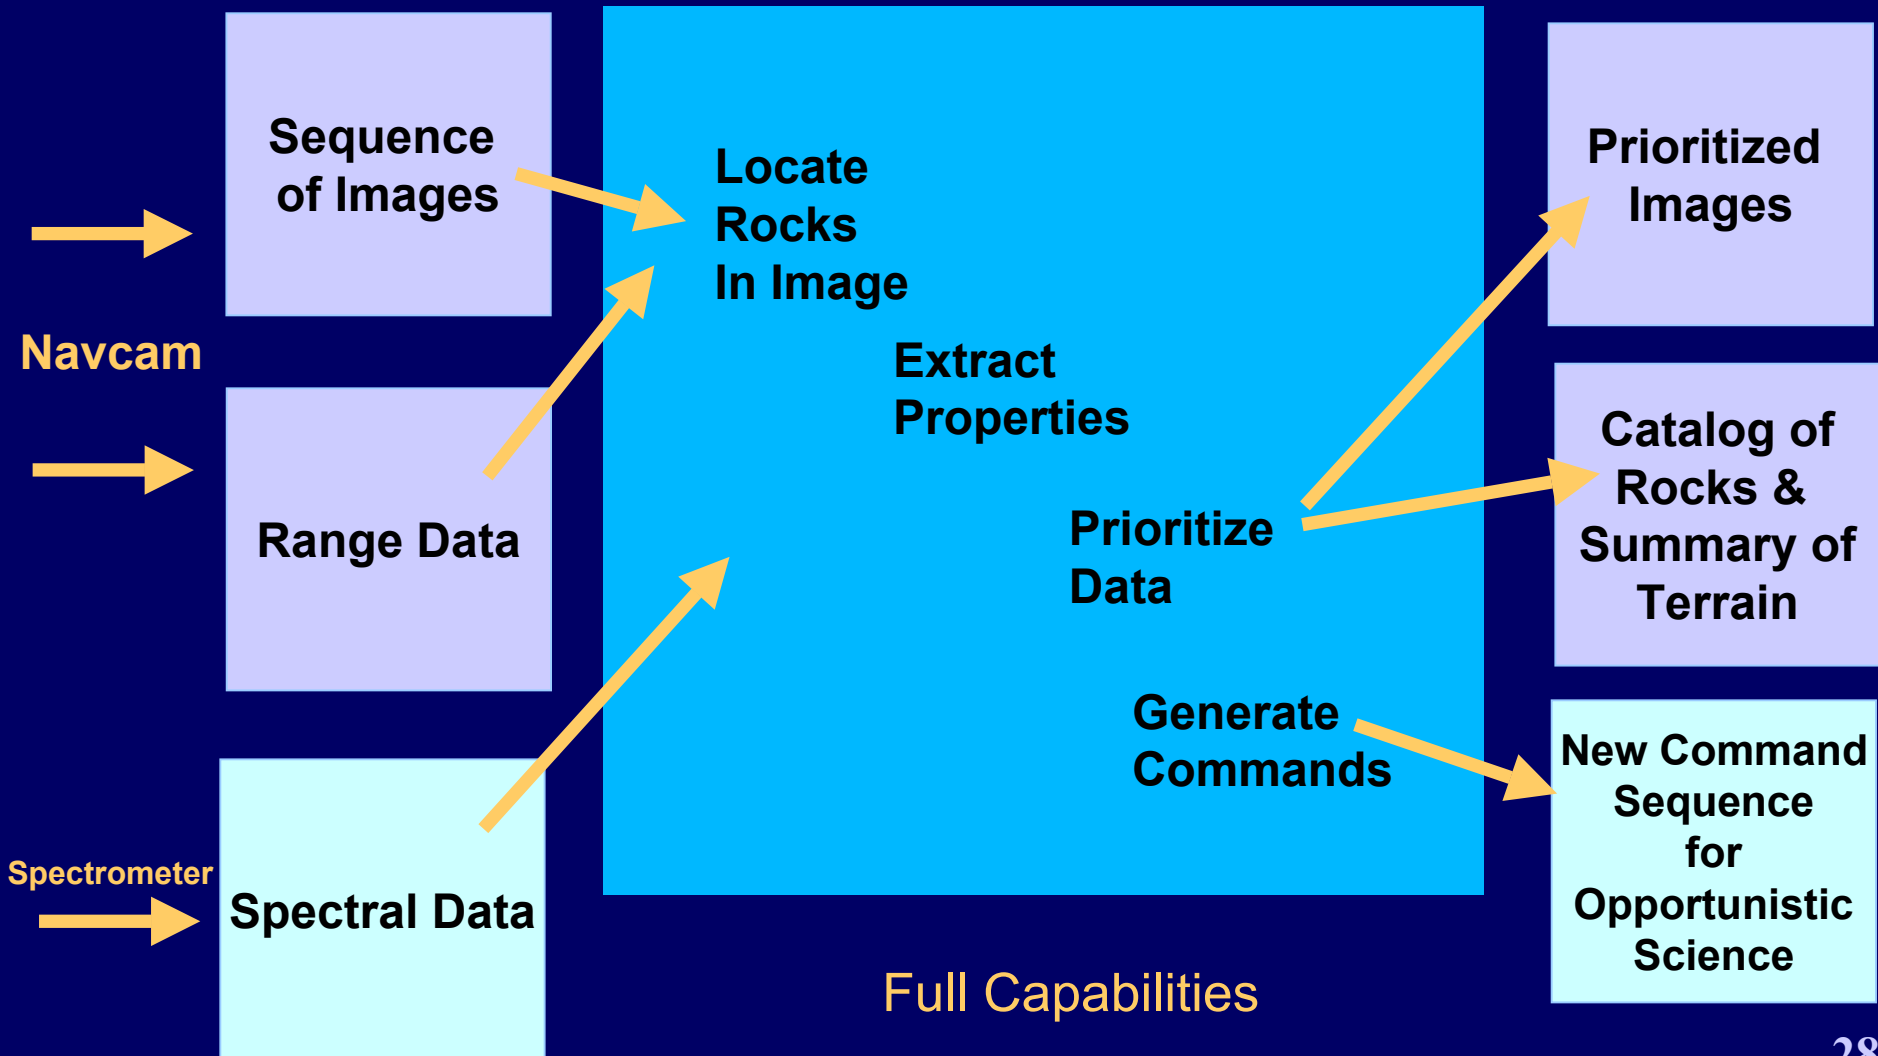 Navcam
Spectrometer
Sequence
of Images
Range Data
Spectral Data
Locate
Rocks
In Image
Extract
Properties
Prioritize
Data
Generate
Commands
Prioritized
Images
Catalog of
Rocks &
Summary of
Terrain
New Command
Sequence
for
Opportunistic
Science
Full Capabilities
28